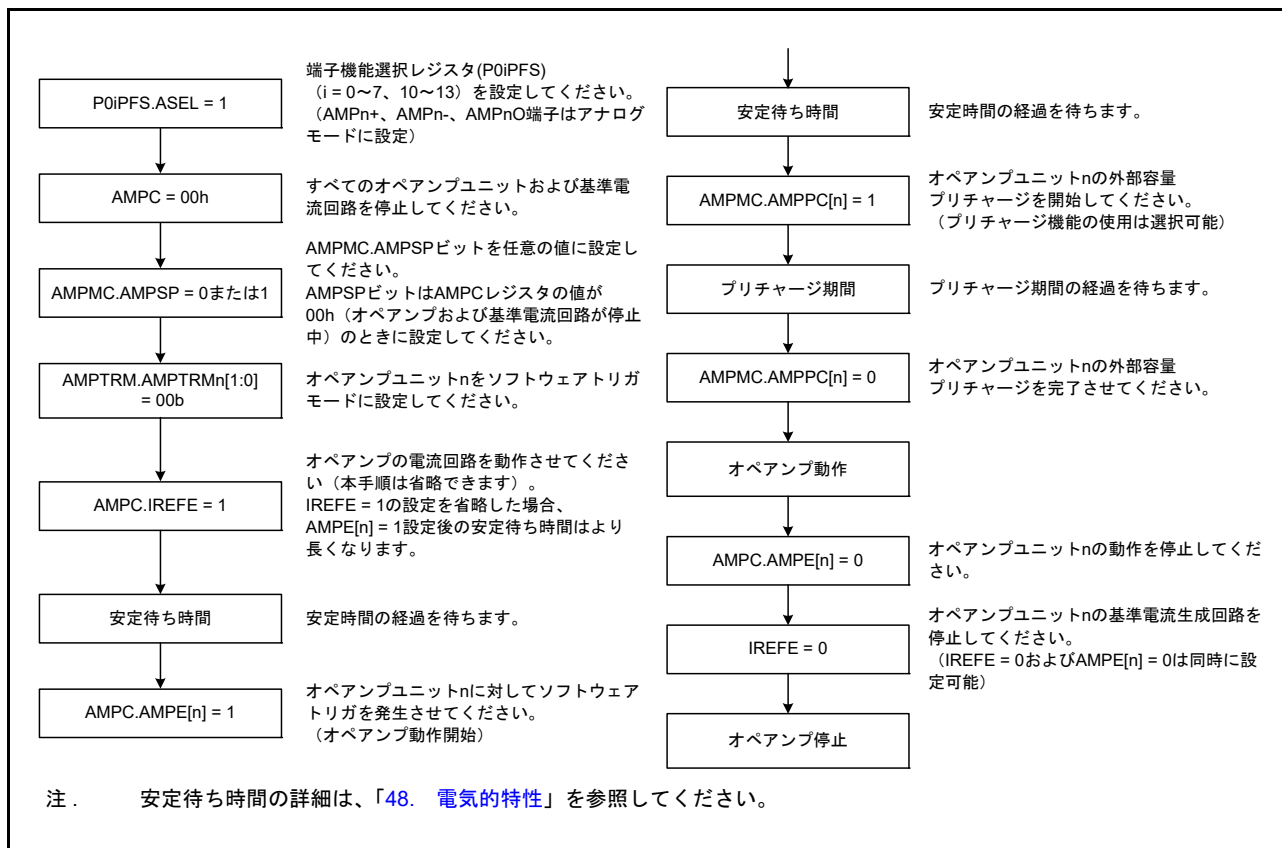 P0iPFS.ASEL = 1
端子機能選択レジスタ(P0iPFS)
（i = 0～7、10～13）を設定してください。
（AMPn+、AMPn-、AMPnO端子はアナログ
モードに設定）
AMPC = 00h
すべてのオペアンプユニットおよび基準電
流回路を停止してください。
AMPMC.AMPSP = 0または1
AMPMC.AMPSPビットを任意の値に設定し
てください。
AMPSPビットはAMPCレジスタの値が
00h（オペアンプおよび基準電流回路が停止
中）のときに設定してください。
AMPTRM.AMPTRMn[1:0]
= 00b
オペアンプユニットnをソフトウェアトリガ
モードに設定してください。
AMPC.IREFE = 1
オペアンプの電流回路を動作させてくださ
い（本手順は省略できます）。
IREFE = 1の設定を省略した場合、
AMPE[n] = 1設定後の安定待ち時間はより
長くなります。
安定待ち時間
安定時間の経過を待ちます。
AMPC.AMPE[n] = 1
オペアンプユニットnに対してソフトウェア
トリガを発生させてください。
（オペアンプ動作開始）
安定待ち時間
安定時間の経過を待ちます。
AMPMC.AMPPC[n] = 1
オペアンプユニットnの外部容量
プリチャージを開始してください。
（プリチャージ機能の使用は選択可能）
プリチャージ期間
プリチャージ期間の経過を待ちます。
AMPMC.AMPPC[n] = 0
オペアンプユニットnの外部容量
プリチャージを完了させてください。
オペアンプ動作
AMPC.AMPE[n] = 0
オペアンプユニットnの動作を停止してくだ
さい。
IREFE = 0
オペアンプユニットnの基準電流生成回路を
停止してください。
（IREFE = 0およびAMPE[n] = 0は同時に設
定可能）
オペアンプ停止
注 . 安定待ち時間の詳細は、「48. 電気的特性」を参照してください。